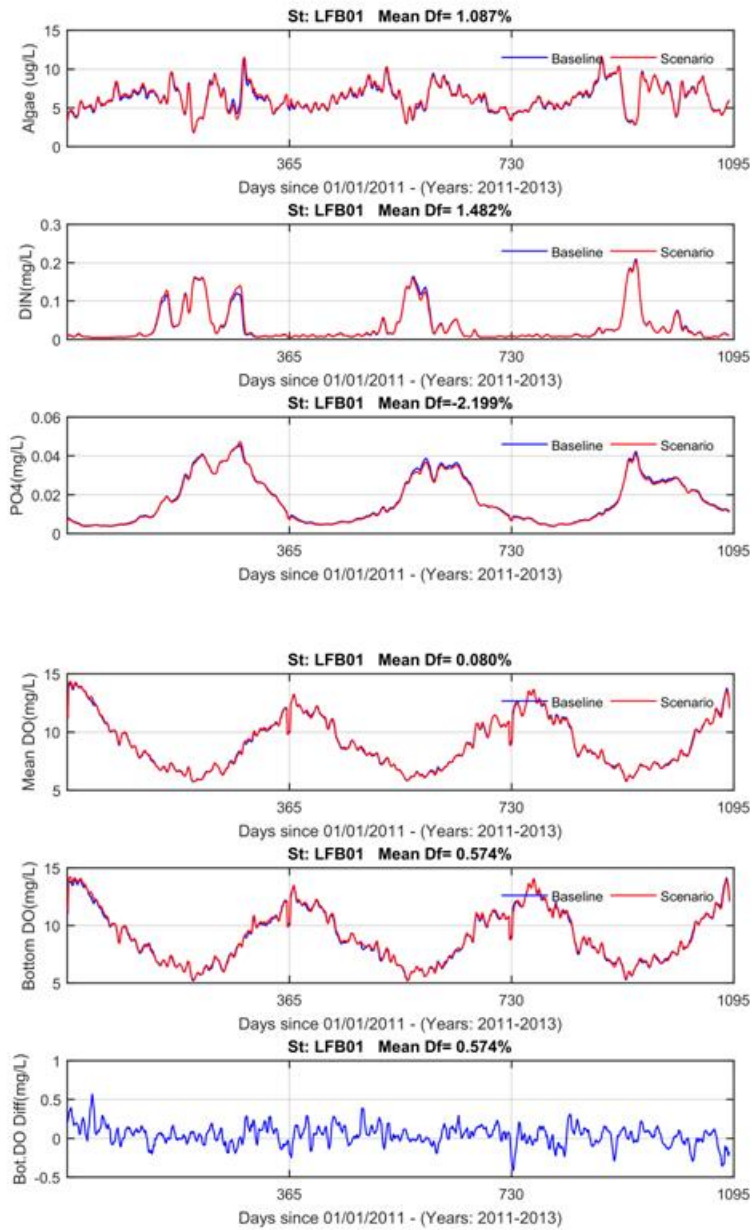 St: LFB01 Mean Df= 1.087%
15
10
5
0
Algae (ug/L)
Baseline Scenario
365 730 1095
Days since 01/01/2011 - (Years: 2011-2013)
St: LFB01 Mean Df= 1.482%
0.3
0.2
0.1
0
DIN(mg/L)
Baseline Scenario
365 730 1095
Days since 01/01/2011 - (Years: 2011-2013)
St: LFB01 Mean Df=-2.199%
0.06
0.04
0.02
0
PO4(mg/L)
Baseline Scenario
365 730 1095
Days since 01/01/2011 - (Years: 2011-2013)
St: LFB01 Mean Df= 0.080%
15
10
5
Mean DO(mg/L)
Baseline Scenario
365 730 1095
Days since 01/01/2011 - (Years: 2011-2013)
St: LFB01 Mean Df= 0.574%
15
10
5
Bottom DO(mg/L)
Baseline Scenario
365 730 1095
Days since 01/01/2011 - (Years: 2011-2013)
St: LFB01 Mean Df= 0.574%
1
0.5
0
-0.5
Bot.DO Diff(mg/L)
365 730 1095
Days since 01/01/2011 - (Years: 2011-2013)